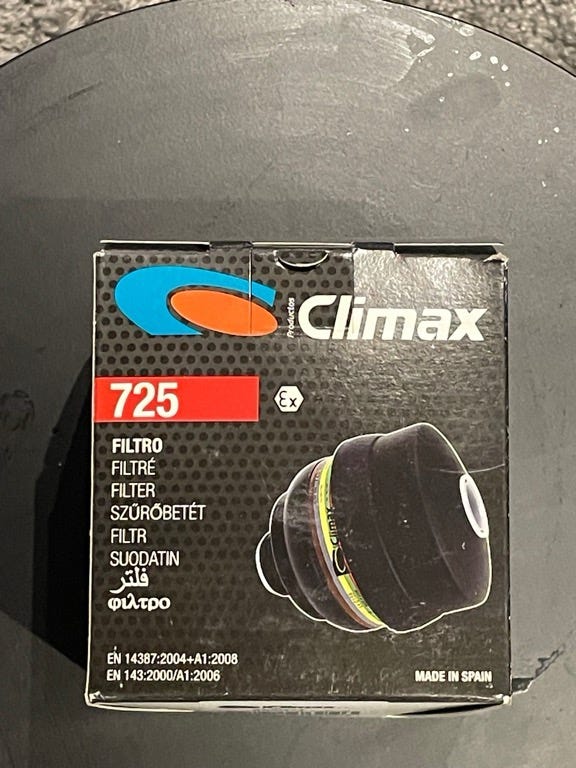 Productos Climax
725
Ex
FILTRO
FILTRÉ
FILTER
SZŰRŐBETÉT
FILTR
SUODATIN
فلتر
φιλτρο
Climax
EN 14387:2004+A1:2008
EN 143:2000/A1:2006
MADE IN SPAIN